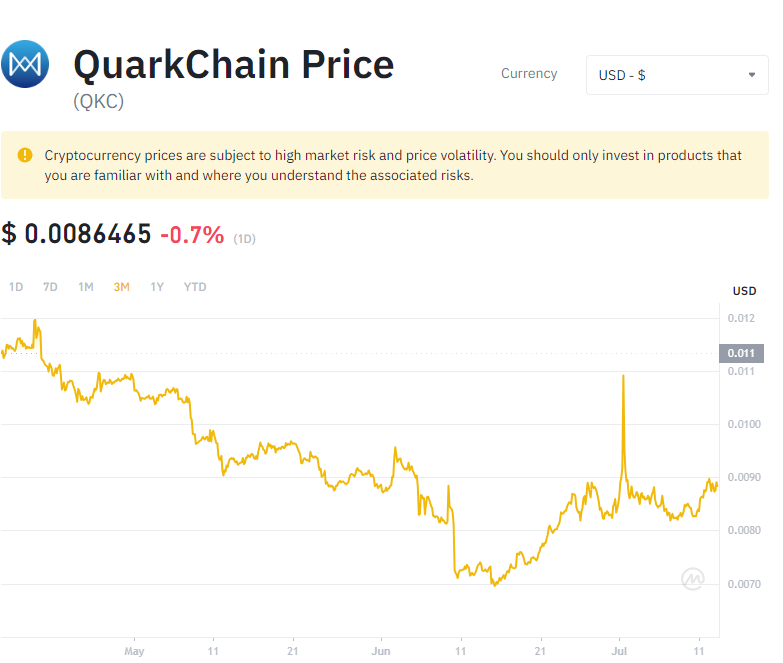 QuarkChain Price
(QKC)
Currency
USD - $
Cryptocurrency prices are subject to high market risk and price volatility. You should only invest in products that
you are familiar with and where you understand the associated risks.
$ 0.0086465 -0.7% (1D)
1D 7D 1M 3M 1Y YTD
USD
0.012
0.011
0.011
0.0100
0.0090
0.0080
0.0070
May 11 21 Jun 11 21 Jul 11